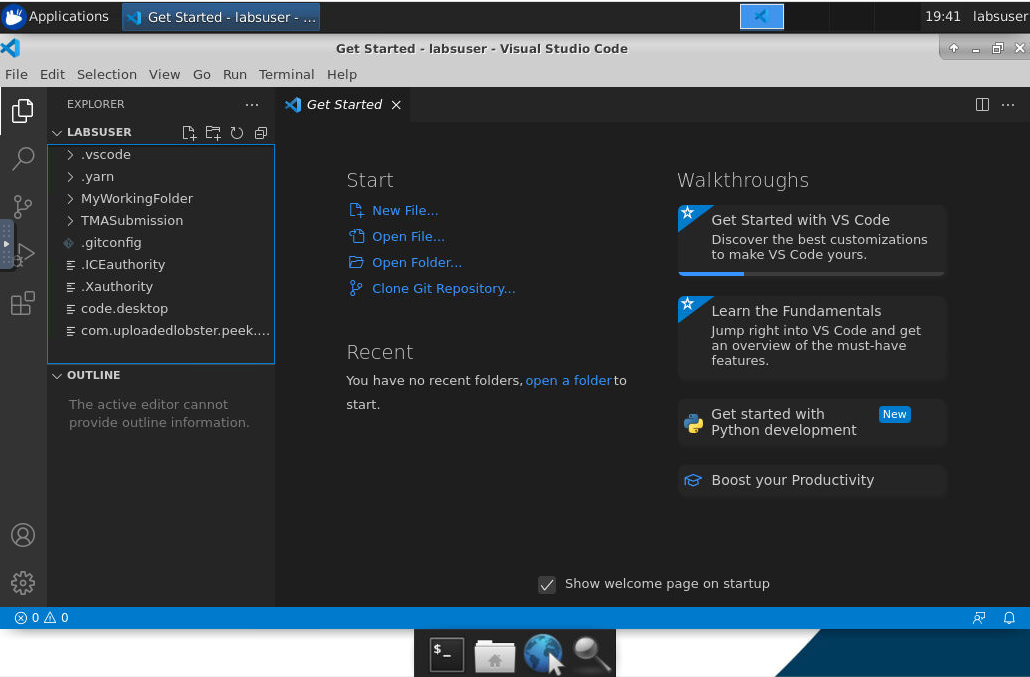 Applications
Get Started - labsuser - ...
19:41 labsuser
Get Started - labsuser - Visual Studio Code
File Edit Selection View Go Run Terminal Help
EXPLORER
LABSUSER
.vscode
.yarn
MyWorkingFolder
TMASubmission
.gitconfig
.ICEauthority
.Xauthority
code.desktop
com.uploadedlobster.peek....
OUTLINE
The active editor cannot
provide outline information.
Get Started
Start
New File...
Open File...
Open Folder...
Clone Git Repository...
Recent
You have no recent folders, open a folder to
start.
Walkthroughs
Get Started with VS Code
Discover the best customizations
to make VS Code yours.
Learn the Fundamentals
Jump right into VS Code and get
an overview of the must-have
features.
Get started with
Python development
New
Boost your Productivity
Show welcome page on startup
0 0
$_